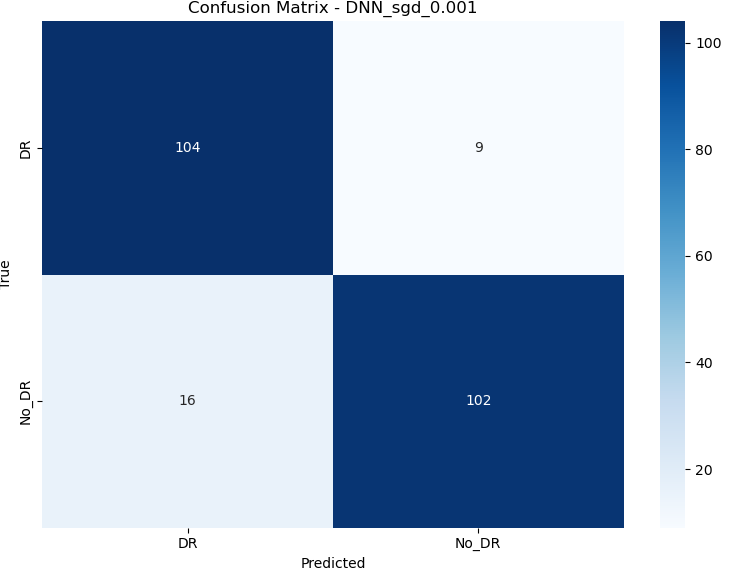 Confusion Matrix - DNN_sgd_0.001
DR
104
9
No_DR
16
102
True
DR
No_DR
Predicted
100
80
60
40
20